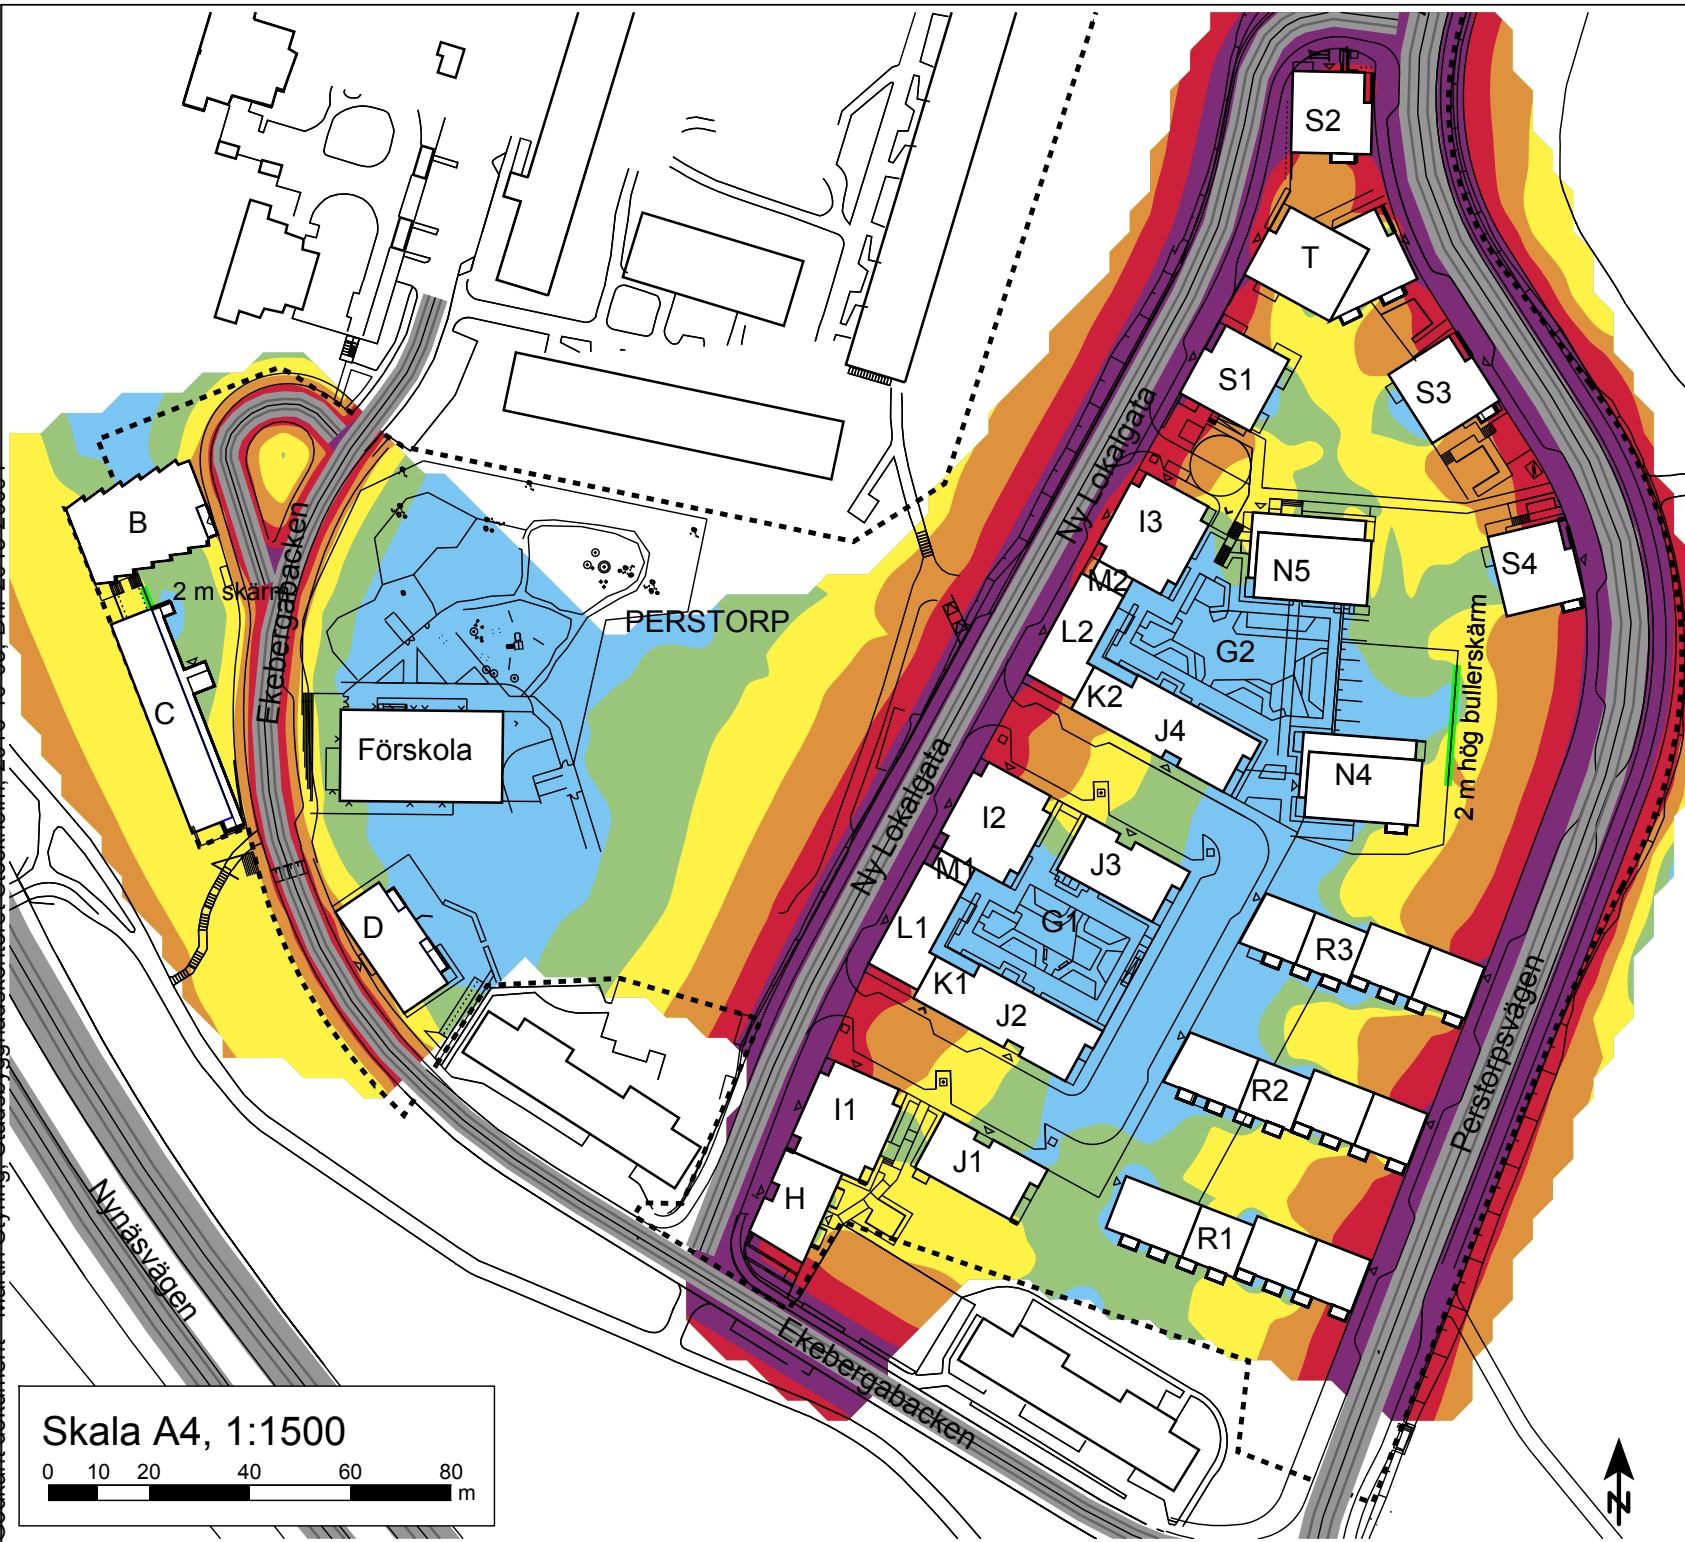 S2
T
S1
S3
Ny Lokalgata
I3
N5
S4
B
2 m skärm
Ekebergabacken
M2
PERSTORP
L2
G2
2 m hög bullerskärm
K2
J4
C
Förskola
N4
I2
Ny Lokalgata
M1
J3
G1
L1
D
K1
J2
R3
Perstorpsvägen
R2
I1
J1
H
R1
Nynäsvägen
Ekebergabacken
Skala A4, 1:1500
0 10 20 40 60 80
m
N